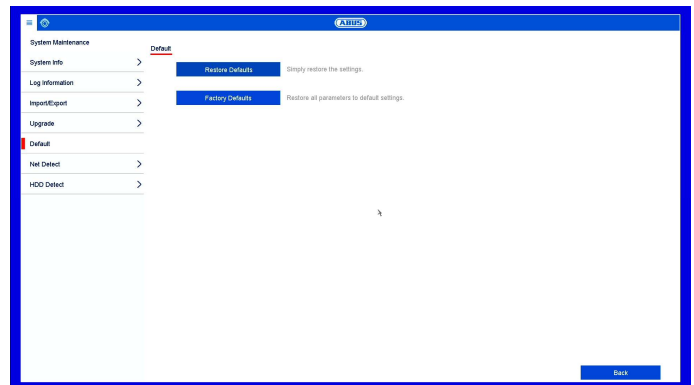 ABUS
System Maintenance
System Info
Log Information
Import/Export
Upgrade
Default
Net Detect
HDD Detect
Default
Restore Defaults Simply restore the settings.
Factory Defaults Restore all parameters to default settings.
Back